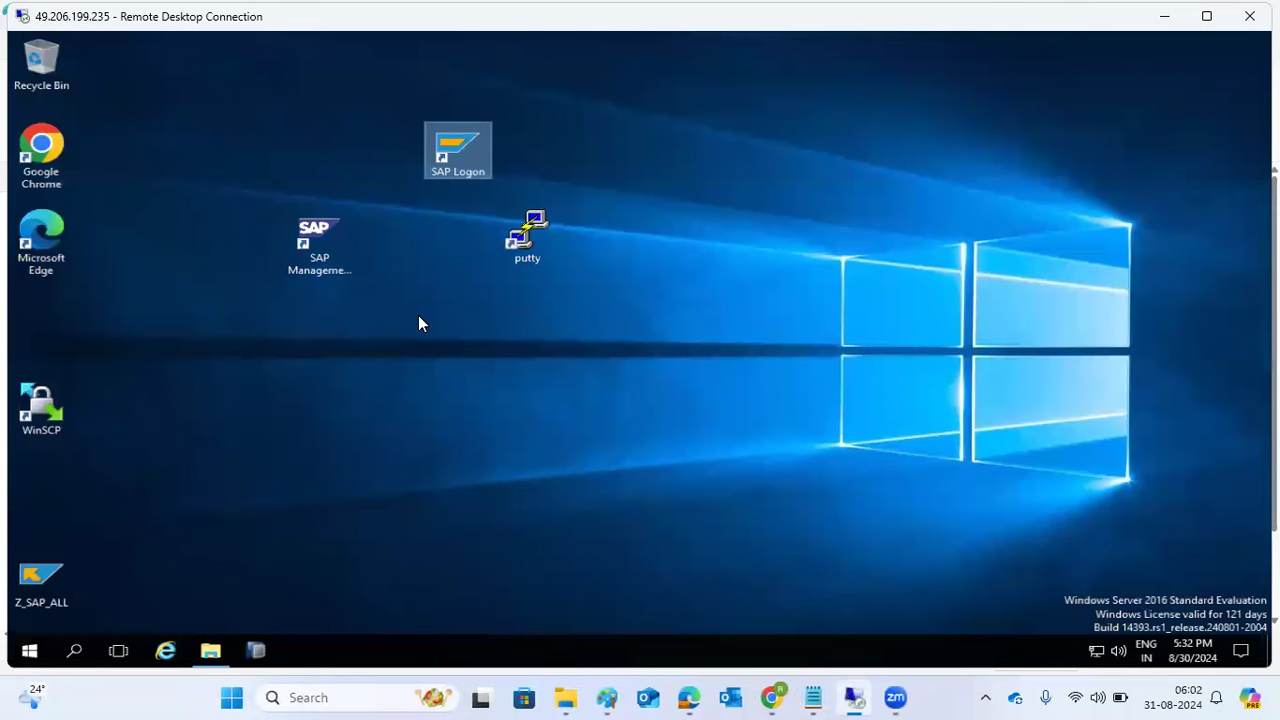 49.206.199.235 - Remote Desktop Connection
Recycle Bin
SAP Logon
Google
Chrome
SAP
SAP
Manageme...
putty
Microsoft
Edge
WinSCP
Z_SAP_ALL
Windows Server 2016 Standard Evaluation
Windows License valid for 121 days
Build 14393.rs1_release.240801-2004
ENG
IN
5:32 PM
8/30/2024
24°
Search
R
zm
PRE
06:02
31-08-2024